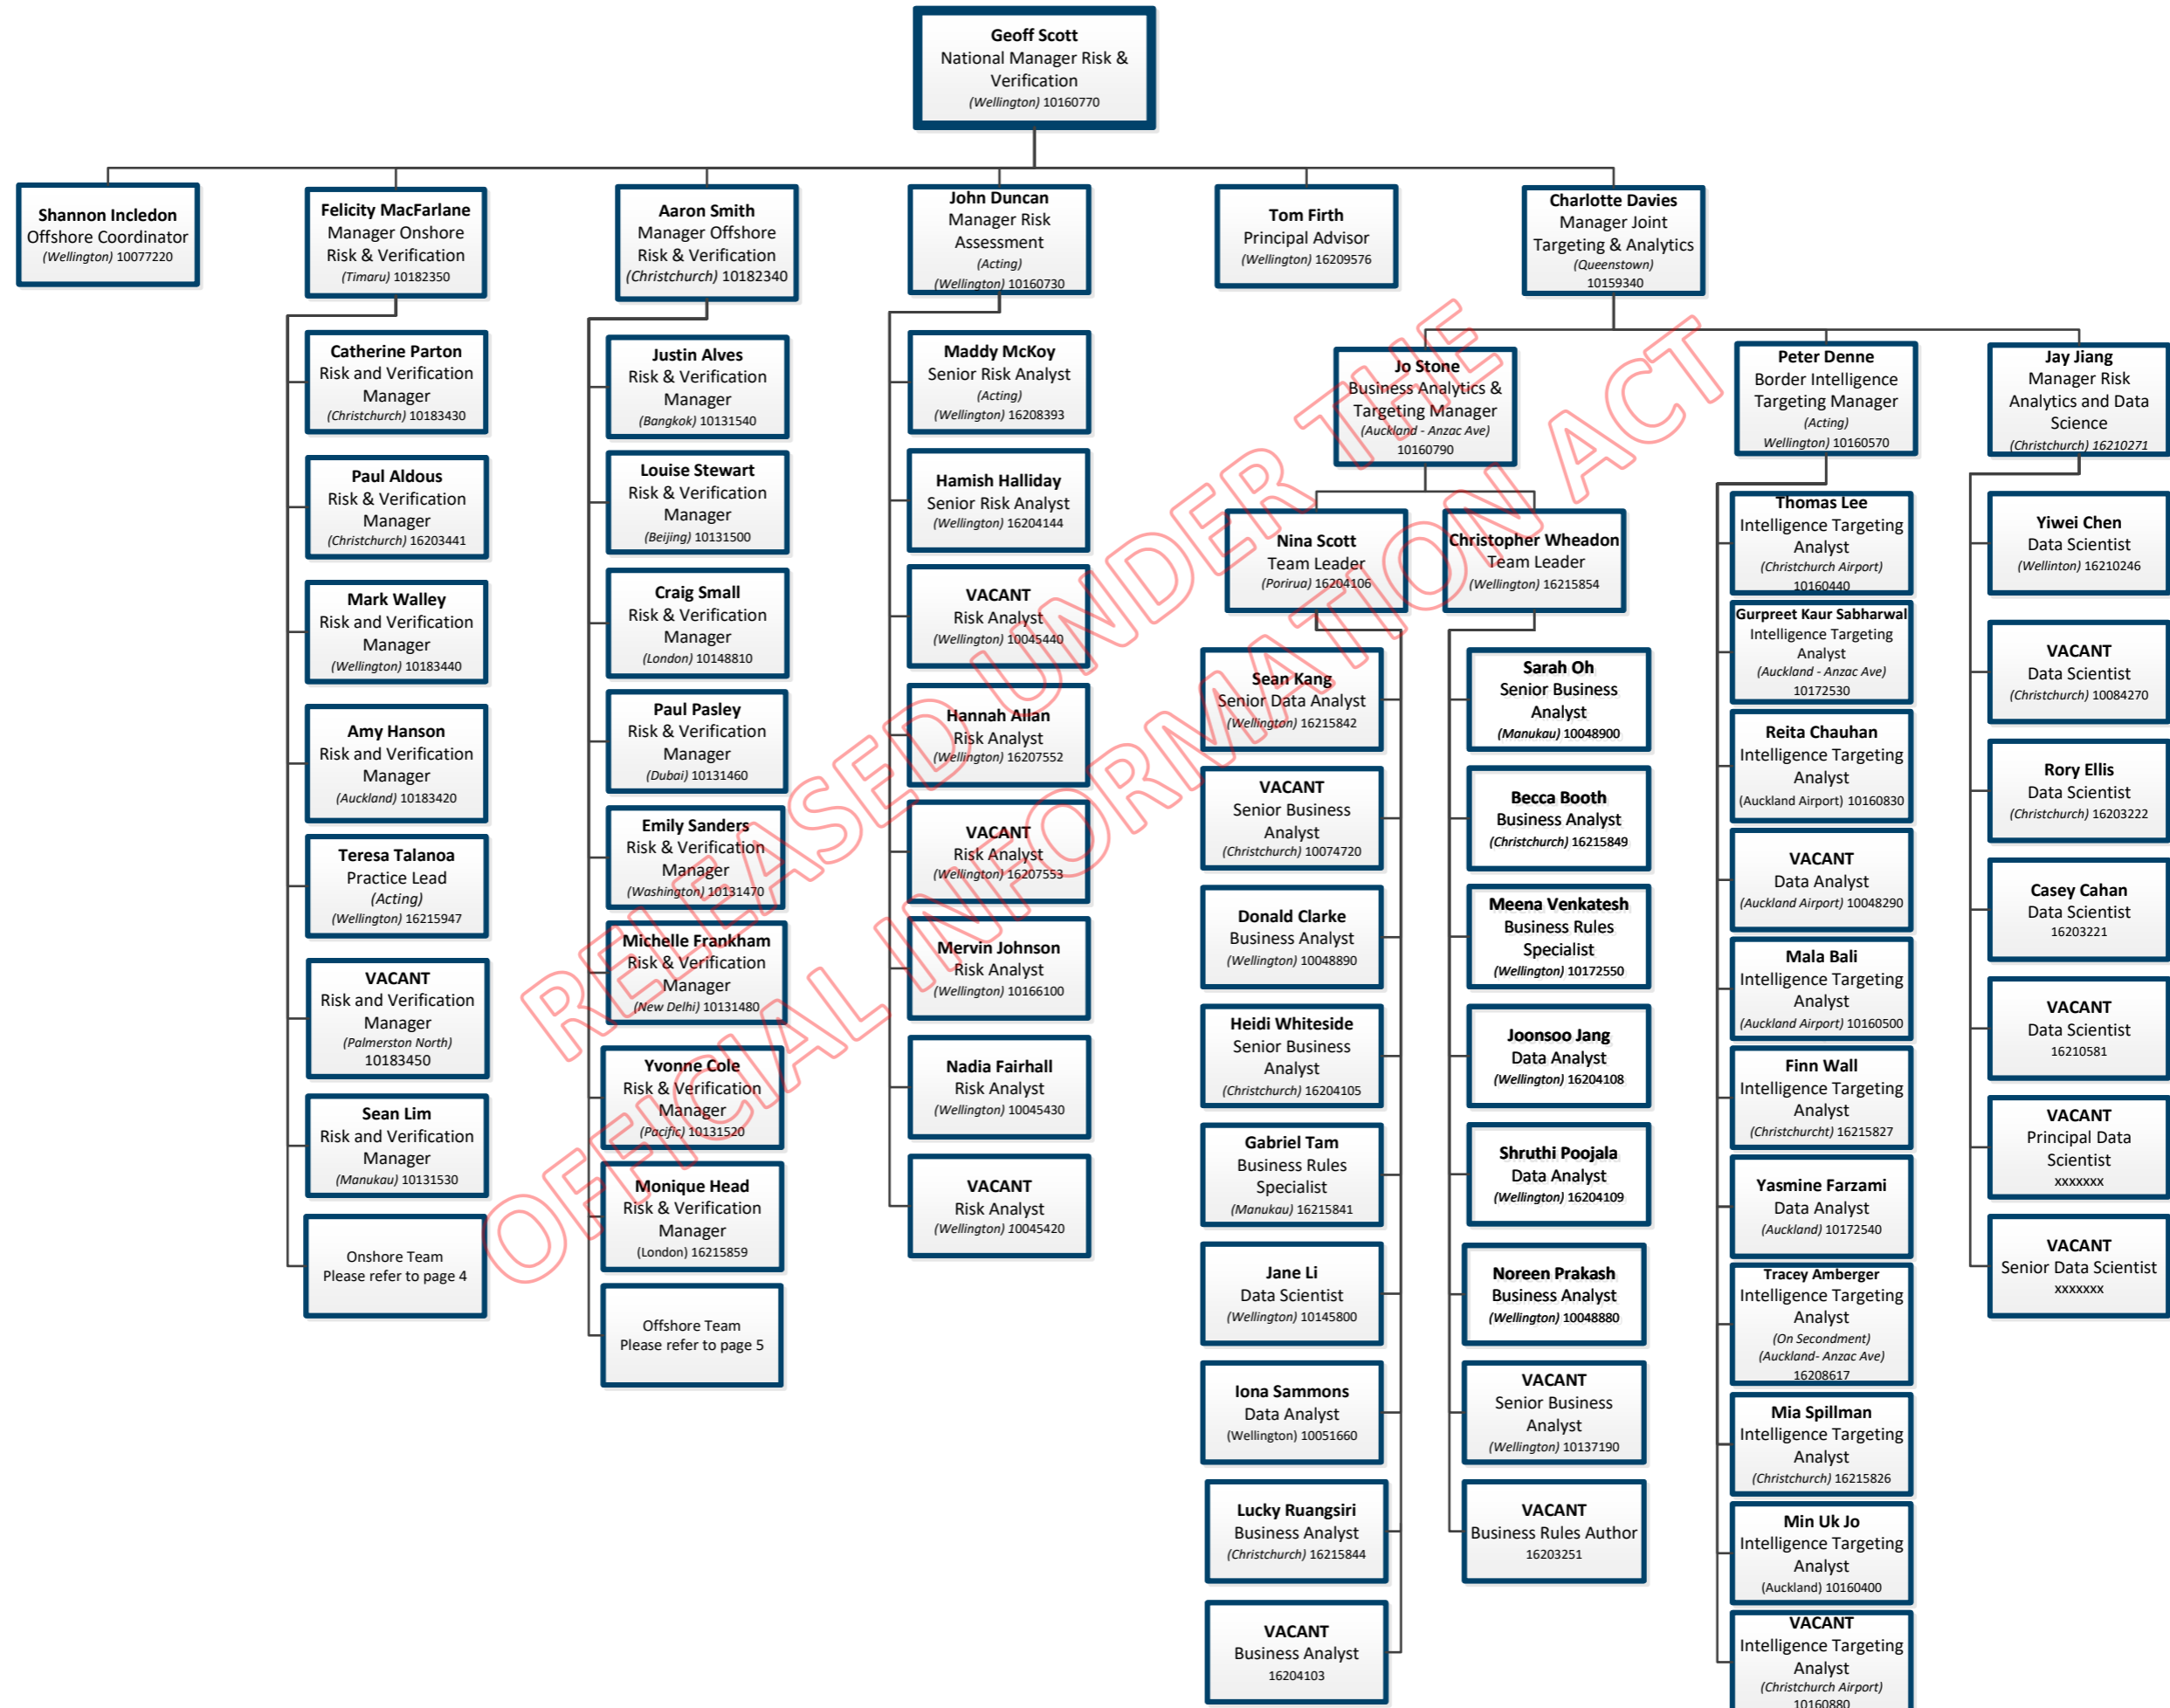 Geoff Scott
National Manager Risk &
Verification
(Wellington) 10160770
Shannon Incledon
Offshore Coordinator
(Wellington) 10077220
Felicity MacFarlane
Manager Onshore
Risk & Verification
(Timaru) 10182350
Aaron Smith
Manager Offshore
Risk & Verification
(Christchurch) 10182340
John Duncan
Manager Risk
Assessment
(Acting)
(Wellington) 10160730
Tom Firth
Principal Advisor
(Wellington) 16209576
Charlotte Davies
Manager Joint
Targeting & Analytics
(Queenstown)
10159340
Catherine Parton
Risk and Verification
Manager
(Christchurch) 10183430
Paul Aldous
Risk & Verification
Manager
(Christchurch) 16203441
Mark Walley
Risk and Verification
Manager
(Wellington) 10183440
Amy Hanson
Risk and Verification
Manager
(Auckland) 10183420
Teresa Talanoa
Practice Lead
(Acting)
(Wellington) 16215947
VACANT
Risk and Verification
Manager
(Palmerston North)
10183450
Sean Lim
Risk and Verification
Manager
(Manukau) 10131530
Onshore Team
Please refer to page 4
Justin Alves
Risk & Verification
Manager
(Bangkok) 10131540
Louise Stewart
Risk & Verification
Manager
(Beijing) 10131500
Craig Small
Risk & Verification
Manager
(London) 10148810
Paul Pasley
Risk & Verification
Manager
(Dubai) 10131460
Emily Sanders
Risk & Verification
Manager
(Washington) 10131470
Michelle Frankham
Risk & Verification
Manager
(New Delhi) 10131480
Yvonne Cole
Risk & Verification
Manager
(Pacific) 10131520
Monique Head
Risk & Verification
Manager
(London) 16215859
Offshore Team
Please refer to page 5
Maddy McKoy
Senior Risk Analyst
(Acting)
(Wellington) 16208393
Hamish Halliday
Senior Risk Analyst
(Wellington) 16204144
VACANT
Risk Analyst
(Wellington) 10045440
Hannah Allan
Risk Analyst
(Wellington) 16207552
VACANT
Risk Analyst
(Wellington) 16207553
Mervin Johnson
Risk Analyst
(Wellington) 10166100
Nadia Fairhall
Risk Analyst
(Wellington) 10045430
VACANT
Risk Analyst
(Wellington) 10045420
Jo Stone
Business Analytics &
Targeting Manager
(Auckland - Anzac Ave)
10160790
Peter Denne
Border Intelligence
Targeting Manager
(Acting)
Wellington) 10160570
Jay Jiang
Manager Risk
Analytics and Data
Science
(Christchurch) 16210271
Nina Scott
Team Leader
(Porirua) 16204106
Christopher Wheadon
Team Leader
(Wellington) 16215854
Sean Kang
Senior Data Analyst
(Wellington) 16215842
VACANT
Senior Business
Analyst
(Christchurch) 10074720
Donald Clarke
Business Analyst
(Wellington) 10048890
Heidi Whiteside
Senior Business
Analyst
(Christchurch) 16204105
Gabriel Tam
Business Rules
Specialist
(Manukau) 16215841
Jane Li
Data Scientist
(Wellington) 10145800
Iona Sammons
Data Analyst
(Wellington) 10051660
Lucky Ruangsiri
Business Analyst
(Christchurch) 16215844
VACANT
Business Analyst
16204103
Sarah Oh
Senior Business
Analyst
(Manukau) 10048900
Becca Booth
Business Analyst
(Christchurch) 16215849
Meena Venkatesh
Business Rules
Specialist
(Wellington) 10172550
Joonsoo Jang
Data Analyst
(Wellington) 16204108
Shruthi Poojala
Data Analyst
(Wellington) 16204109
Noreen Prakash
Business Analyst
(Wellington) 10048880
VACANT
Senior Business
Analyst
(Wellington) 10137190
VACANT
Business Rules Author
16203251
Thomas Lee
Intelligence Targeting
Analyst
(Christchurch Airport)
10160440
Gurpreet Kaur Sabharwal
Intelligence Targeting
Analyst
(Auckland - Anzac Ave)
10172530
Reita Chauhan
Intelligence Targeting
Analyst
(Auckland Airport) 10160830
VACANT
Data Analyst
(Auckland Airport) 10048290
Mala Bali
Intelligence Targeting
Analyst
(Auckland Airport) 10160500
Finn Wall
Intelligence Targeting
Analyst
(Christchurcht) 16215827
Yasmine Farzami
Data Analyst
(Auckland) 10172540
Tracey Amberger
Intelligence Targeting
Analyst
(On Secondment)
(Auckland- Anzac Ave)
16208617
Mia Spillman
Intelligence Targeting
Analyst
(Christchurch) 16215826
Min Uk Jo
Intelligence Targeting
Analyst
(Auckland) 10160400
VACANT
Intelligence Targeting
Analyst
(Christchurch Airport)
10160880
Yiwei Chen
Data Scientist
(Wellinton) 16210246
VACANT
Data Scientist
(Christchurch) 10084270
Rory Ellis
Data Scientist
(Christchurch) 16203222
Casey Cahan
Data Scientist
16203221
VACANT
Data Scientist
16210581
VACANT
Principal Data
Scientist
xxxxxxx
VACANT
Senior Data Scientist
xxxxxxx
RELEASED UNDER THE
OFFICIAL INFORMATION ACT